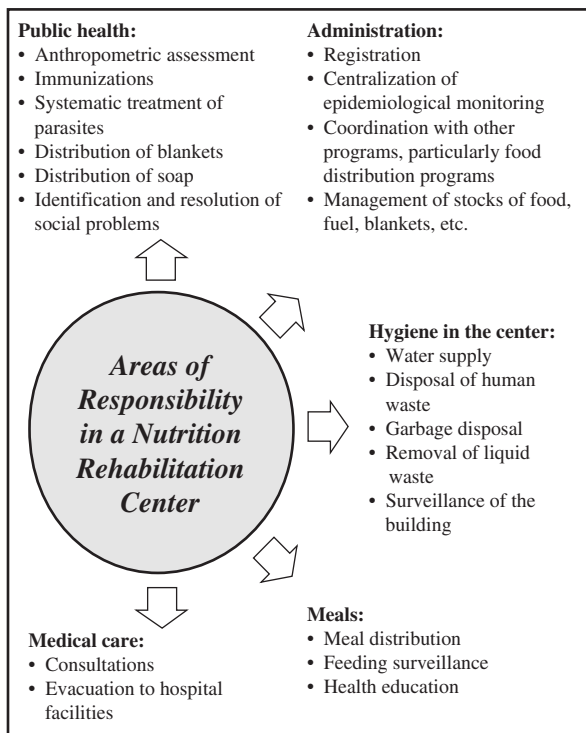 Public health:
• Anthropometric assessment
• Immunizations
• Systematic treatment of
parasites
• Distribution of blankets
• Distribution of soap
• Identification and resolution of
social problems
Administration:
• Registration
• Centralization of
epidemiological monitoring
• Coordination with other
programs, particularly food
distribution programs
• Management of stocks of food,
fuel, blankets, etc.
Areas of
Responsibility
in a Nutrition
Rehabilitation
Center
Hygiene in the center:
• Water supply
• Disposal of human
waste
• Garbage disposal
• Removal of liquid
waste
• Surveillance of the
building
Medical care:
• Consultations
• Evacuation to hospital
facilities
Meals:
• Meal distribution
• Feeding surveillance
• Health education